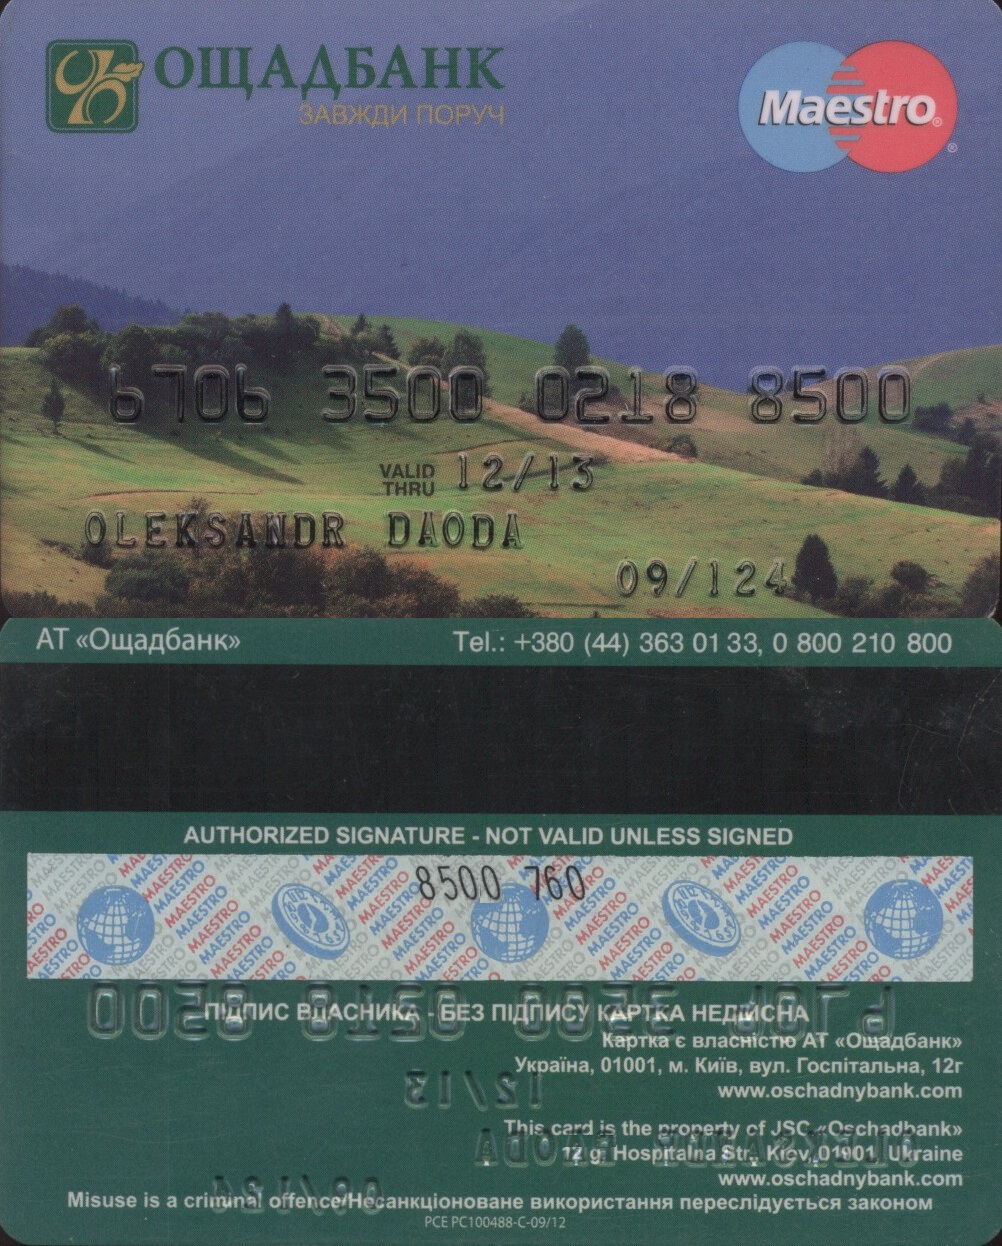 ОЩАДБАНК
ЗАВЖДИ ПОРУЧ
Maestro
6706 3500 0218 8500
VALID THRU 12/13
OLEKSANDR DAODA
09/124
АТ «Ощадбанк» Tel.: +380 (44) 363 01 33, 0 800 210 800
AUTHORIZED SIGNATURE - NOT VALID UNLESS SIGNED
8500 760
ПІДПИС ВЛАСНИКА - БЕЗ ПІДПИСУ КАРТКА НЕДІЙСНА
Картка є власністю АТ «Ощадбанк»
Україна, 01001, м. Київ, вул. Госпітальна, 12г
www.oschadnybank.com
This card is the property of JSC «Oschadbank»
12 g, Hospitalna Str., Kiev, 01001, Ukraine
www.oschadnybank.com
Misuse is a criminal offence/Несанкціоноване використання переслідується законом
PCE PC100488-C-09/12